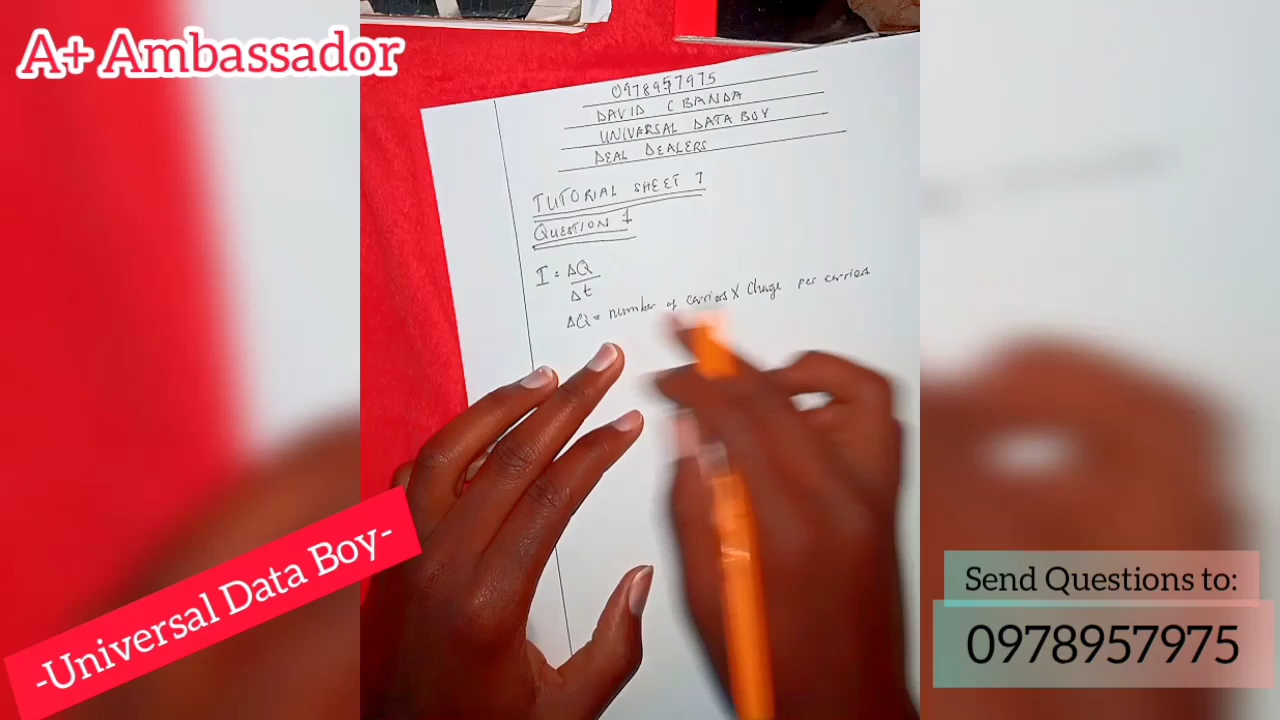 A+ Ambassador
0978957975
DAVID C BANDA
UNIVERSAL DATA BOY
DEAL DEALERS
TUTORIAL SHEET 7
QUESTION 1
I = ΔQ
Δt
ΔQ = number of carriers X Charge per carriers
-Universal Data Boy-
Send Questions to:
0978957975